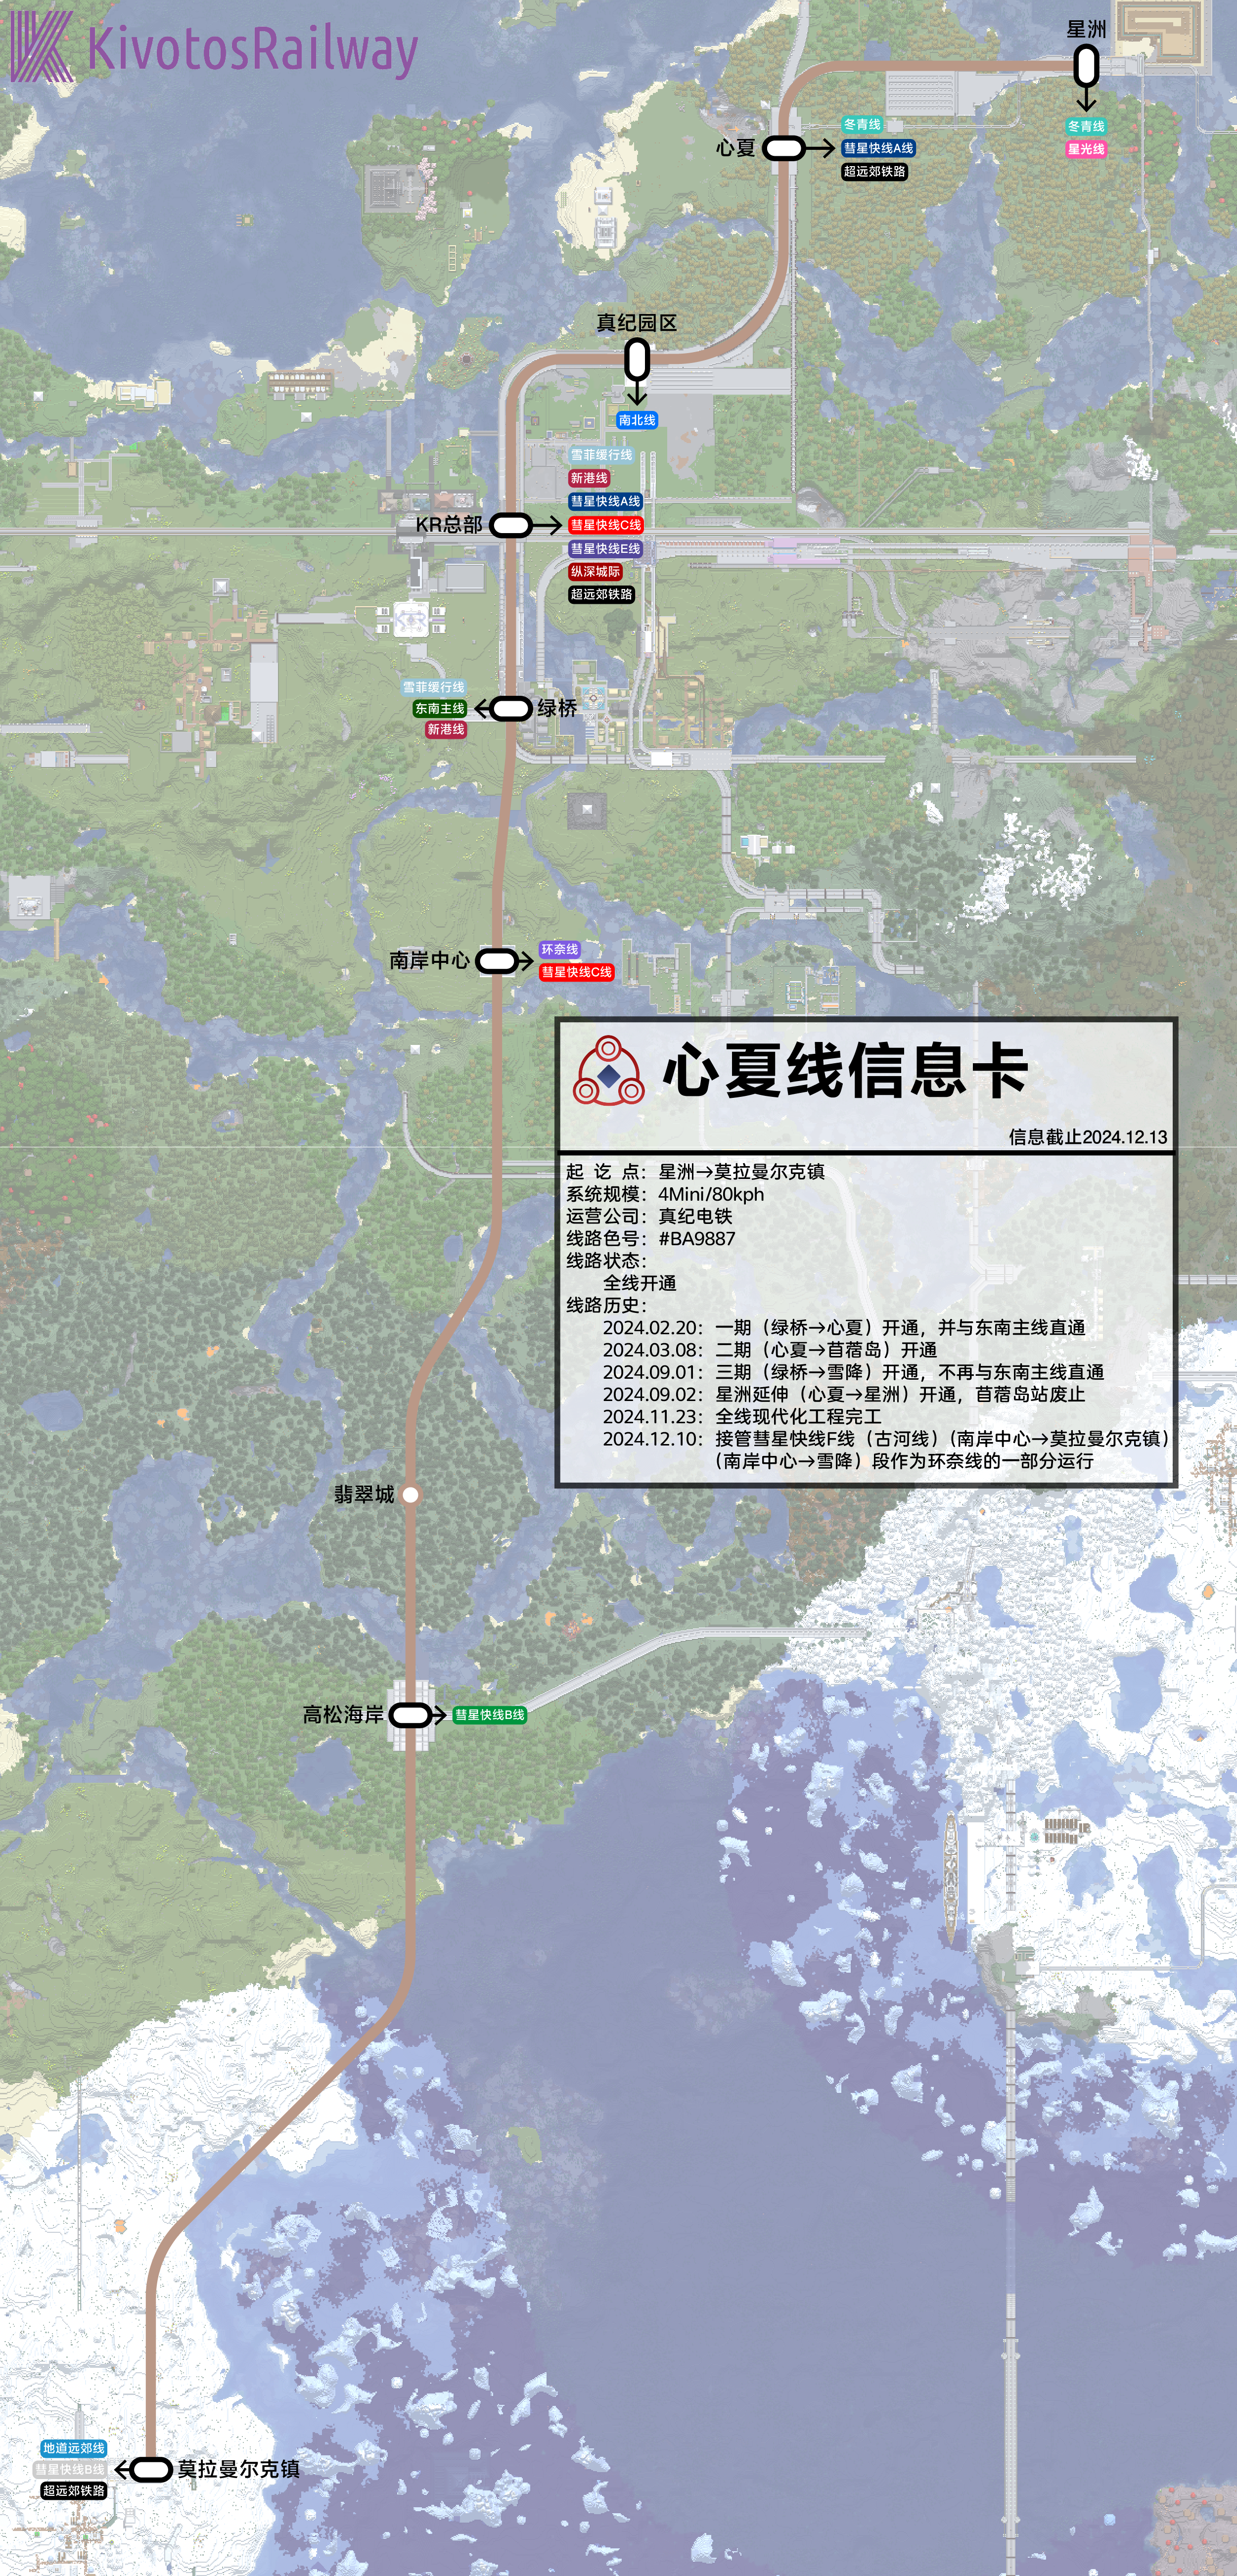 KivotosRailway
星洲
冬青线
星光线
心夏
冬青线
彗星快线A线
超远郊铁路
真纪园区
南北线
KR总部
雪菲缓行线
新港线
彗星快线A线
彗星快线C线
彗星快线E线
纵深城际
超远郊铁路
雪菲缓行线
东南主线
新港线
绿桥
南岸中心
环奈线
彗星快线C线
心夏线信息卡
信息截止2024.12.13
起 讫 点：星洲→莫拉曼尔克镇
系统规模：4Mini/80kph
运营公司：真纪电铁
线路色号：#BA9887
线路状态：
全线开通
线路历史：
2024.02.20：一期（绿桥→心夏）开通，并与东南主线直通
2024.03.08：二期（心夏→苜蓿岛）开通
2024.09.01：三期（绿桥→雪降）开通，不再与东南主线直通
2024.09.02：星洲延伸（心夏→星洲）开通，苜蓿岛站废止
2024.11.23：全线现代化工程完工
2024.12.10：接管彗星快线F线（古河线）（南岸中心→莫拉曼尔克镇）
（南岸中心→雪降）段作为环奈线的一部分运行
翡翠城
高松海岸
彗星快线B线
地道远郊线
彗星快线B线
超远郊铁路
莫拉曼尔克镇